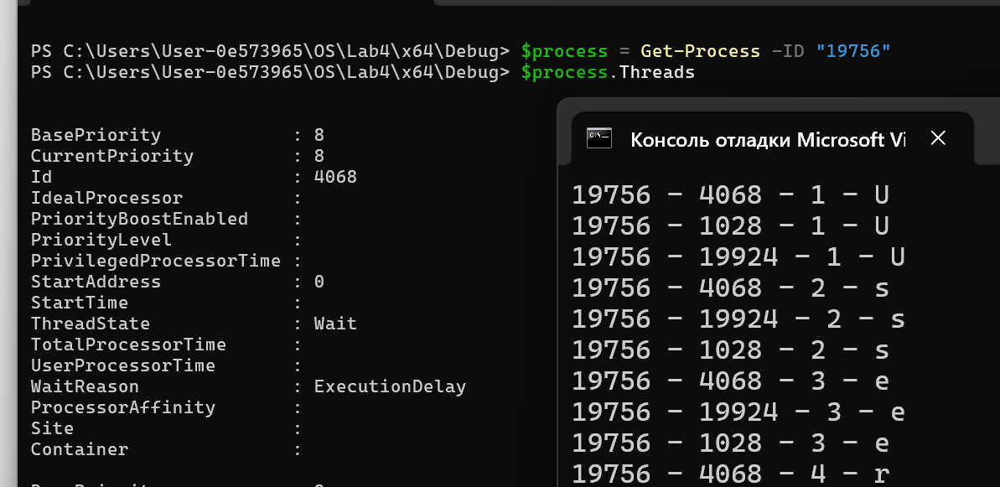 PS C:\Users\User-0e573965\OS\Lab4\x64\Debug> $process = Get-Process -ID "19756"
PS C:\Users\User-0e573965\OS\Lab4\x64\Debug> $process.Threads
BasePriority : 8
CurrentPriority : 8
Id : 4068
IdealProcessor :
PriorityBoostEnabled :
PriorityLevel :
PrivilegedProcessorTime :
StartAddress : 0
StartTime :
ThreadState : Wait
TotalProcessorTime :
UserProcessorTime :
WaitReason : ExecutionDelay
ProcessorAffinity :
Site :
Container :
Консоль отладки Microsoft Vi
19756 - 4068 - 1 - U
19756 - 1028 - 1 - U
19756 - 19924 - 1 - U
19756 - 4068 - 2 - s
19756 - 19924 - 2 - s
19756 - 1028 - 2 - s
19756 - 4068 - 3 - e
19756 - 19924 - 3 - e
19756 - 1028 - 3 - e
19756 - 4068 - 4 - r